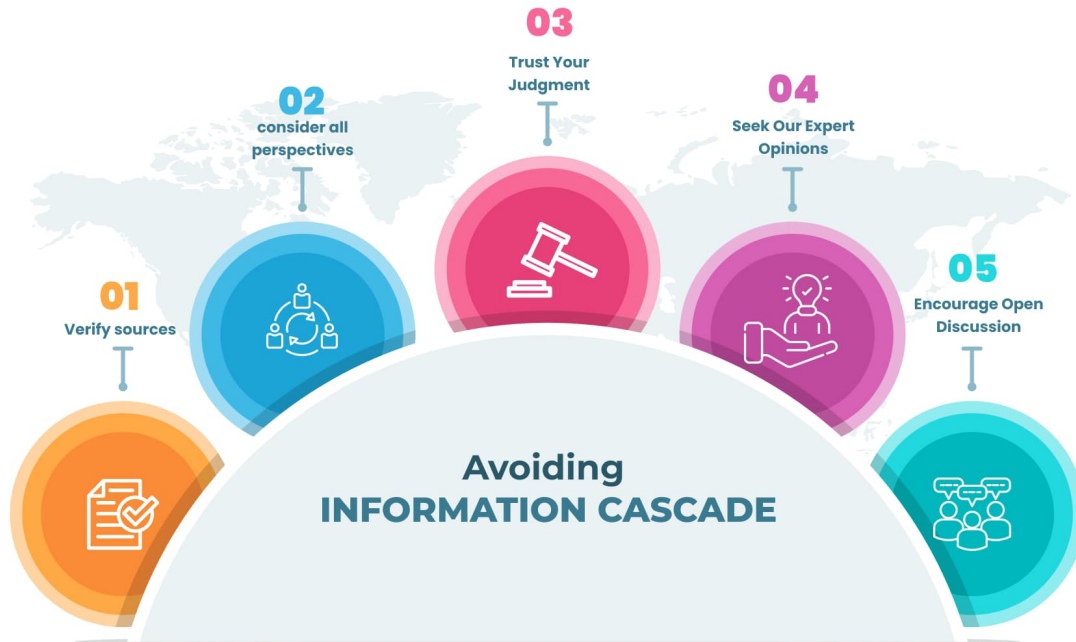 01
Verify sources
02
consider all
perspectives
03
Trust Your
Judgment
04
Seek Our Expert
Opinions
05
Encourage Open
Discussion
Avoiding
INFORMATION CASCADE